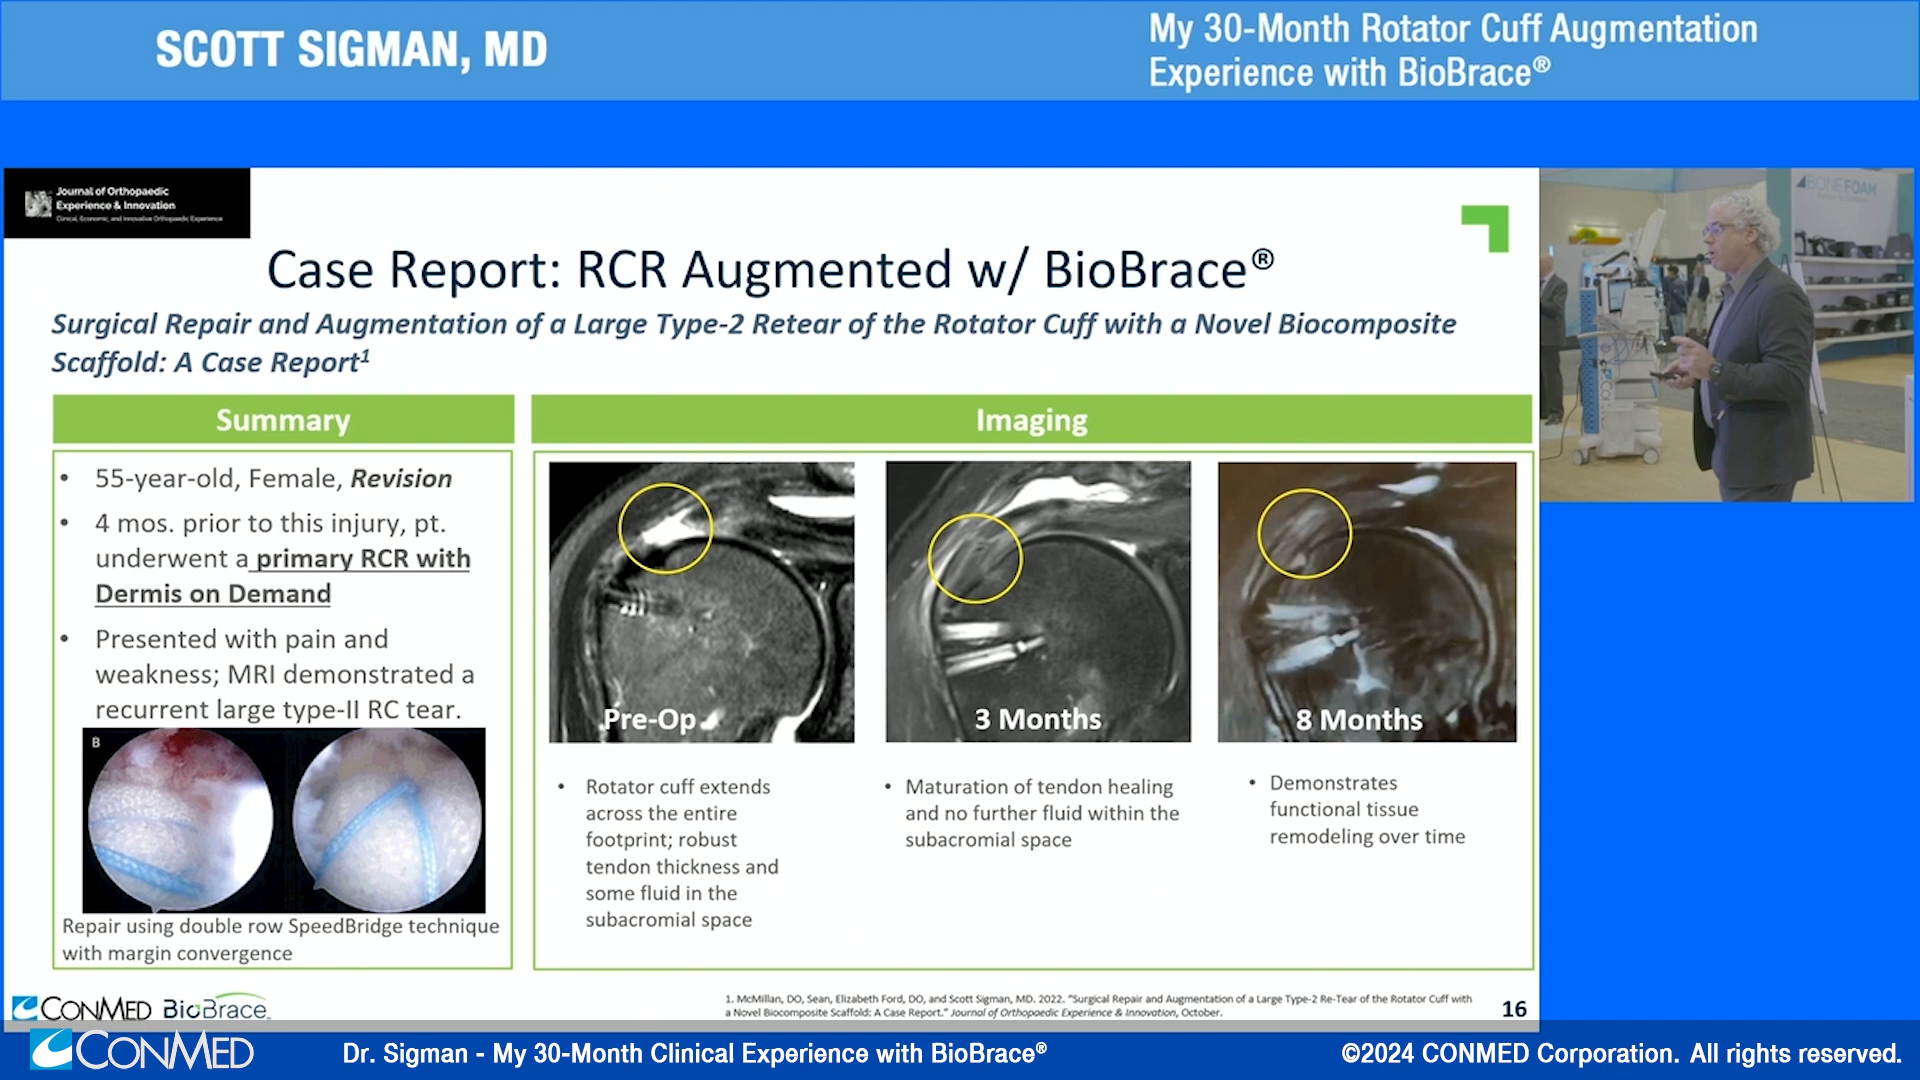 SCOTT SIGMAN, MD
My 30-Month Rotator Cuff Augmentation
Experience with BioBrace®
Journal of Orthopaedic
Experience & Innovation
Clinical, Economic, and Innovative Orthopaedic Experience
BONEFOAM
Case Report: RCR Augmented w/ BioBrace®
Surgical Repair and Augmentation of a Large Type-2 Retear of the Rotator Cuff with a Novel Biocomposite
Scaffold: A Case Report1
Summary
• 55-year-old, Female, Revision
• 4 mos. prior to this injury, pt.
underwent a primary RCR with
Dermis on Demand
• Presented with pain and
weakness; MRI demonstrated a
recurrent large type-II RC tear.
B
Repair using double row SpeedBridge technique
with margin convergence
Imaging
Pre-Op
3 Months
8 Months
• Rotator cuff extends
across the entire
footprint; robust
tendon thickness and
some fluid in the
subacromial space
• Maturation of tendon healing
and no further fluid within the
subacromial space
• Demonstrates
functional tissue
remodeling over time
CONMED BioBrace™
1. McMillan, DO, Sean, Elizabeth Ford, DO, and Scott Sigman, MD. 2022. "Surgical Repair and Augmentation of a Large Type-2 Re-Tear of the Rotator Cuff with
a Novel Biocomposite Scaffold: A Case Report." Journal of Orthopaedic Experience & Innovation, October.
16
CONMED
Dr. Sigman - My 30-Month Clinical Experience with BioBrace®
©2024 CONMED Corporation. All rights reserved.